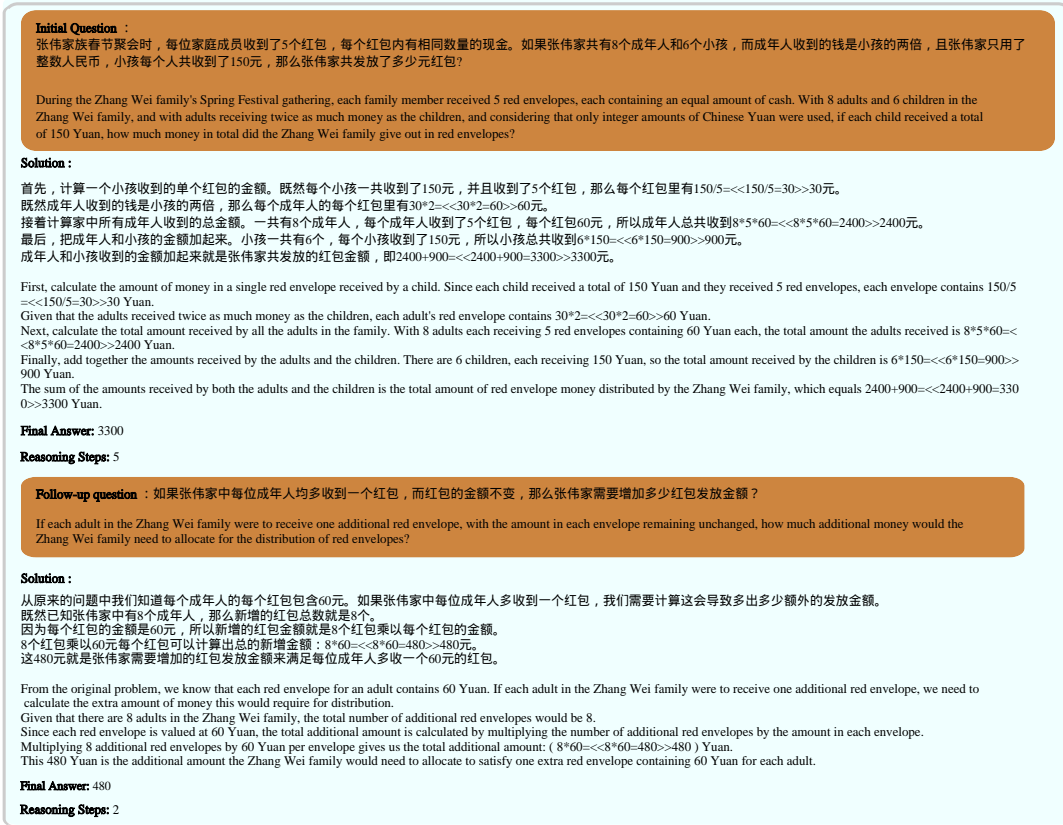 Initial Question :
张伟家族春节聚会时，每位家庭成员收到了5个红包，每个红包内有相同数量的现金。如果张伟家共有8个成年人和6个小孩，而成年人收到的钱是小孩的两倍，且张伟家只用了
整数人民币，小孩每个人共收到了150元，那么张伟家共发放了多少元红包?
During the Zhang Wei family's Spring Festival gathering, each family member received 5 red envelopes, each containing an equal amount of cash. With 8 adults and 6 children in the
Zhang Wei family, and with adults receiving twice as much money as the children, and considering that only integer amounts of Chinese Yuan were used, if each child received a total
of 150 Yuan, how much money in total did the Zhang Wei family give out in red envelopes?
Solution :
首先，计算一个小孩收到的单个红包的金额。既然每个小孩一共收到了150元，并且收到了5个红包，那么每个红包里有150/5=<<150/5=30>>30元。
既然成年人收到的钱是小孩的两倍，那么每个成年人的每个红包里有30*2=<<30*2=60>>60元。
接着计算家中所有成年人收到的总金额。一共有8个成年人，每个成年人收到了5个红包，每个红包60元，所以成年人总共收到8*5*60=<<8*5*60=2400>>2400元。
最后，把成年人和小孩的金额加起来。小孩一共有6个，每个小孩收到了150元，所以小孩总共收到6*150=<<6*150=900>>900元。
成年人和小孩收到的金额加起来就是张伟家共发放的红包金额，即2400+900=<<2400+900=3300>>3300元。
First, calculate the amount of money in a single red envelope received by a child. Since each child received a total of 150 Yuan and they received 5 red envelopes, each envelope contains 150/5
=<<150/5=30>>30 Yuan.
Given that the adults received twice as much money as the children, each adult's red envelope contains 30*2=<<30*2=60>>60 Yuan.
Next, calculate the total amount received by all the adults in the family. With 8 adults each receiving 5 red envelopes containing 60 Yuan each, the total amount the adults received is 8*5*60=<
<8*5*60=2400>>2400 Yuan.
Finally, add together the amounts received by the adults and the children. There are 6 children, each receiving 150 Yuan, so the total amount received by the children is 6*150=<<6*150=900>>
900 Yuan.
The sum of the amounts received by both the adults and the children is the total amount of red envelope money distributed by the Zhang Wei family, which equals 2400+900=<<2400+900=330
0>>3300 Yuan.
Final Answer: 3300
Reasoning Steps: 5
Follow-up question ：如果张伟家中每位成年人均多收到一个红包，而红包的金额不变，那么张伟家需要增加多少红包发放金额？
If each adult in the Zhang Wei family were to receive one additional red envelope, with the amount in each envelope remaining unchanged, how much additional money would the
Zhang Wei family need to allocate for the distribution of red envelopes?
Solution :
从原来的问题中我们知道每个成年人的每个红包包含60元。如果张伟家中每位成年人多收到一个红包，我们需要计算这会导致多出多少额外的发放金额。
既然已知张伟家中有8个成年人，那么新增的红包总数就是8个。
因为每个红包的金额是60元，所以新增的红包金额就是8个红包乘以每个红包的金额。
8个红包乘以60元每个红包可以计算出总的新增金额：8*60=<<8*60=480>>480元。
这480元就是张伟家需要增加的红包发放金额来满足每位成年人多收一个60元的红包。
From the original problem, we know that each red envelope for an adult contains 60 Yuan. If each adult in the Zhang Wei family were to receive one additional red envelope, we need to
calculate the extra amount of money this would require for distribution.
Given that there are 8 adults in the Zhang Wei family, the total number of additional red envelopes would be 8.
Since each red envelope is valued at 60 Yuan, the total additional amount is calculated by multiplying the number of additional red envelopes by the amount in each envelope.
Multiplying 8 additional red envelopes by 60 Yuan per envelope gives us the total additional amount: ( 8*60=<<8*60=480>>480 ) Yuan.
This 480 Yuan is the additional amount the Zhang Wei family would need to allocate to satisfy one extra red envelope containing 60 Yuan for each adult.
Final Answer: 480
Reasoning Steps: 2